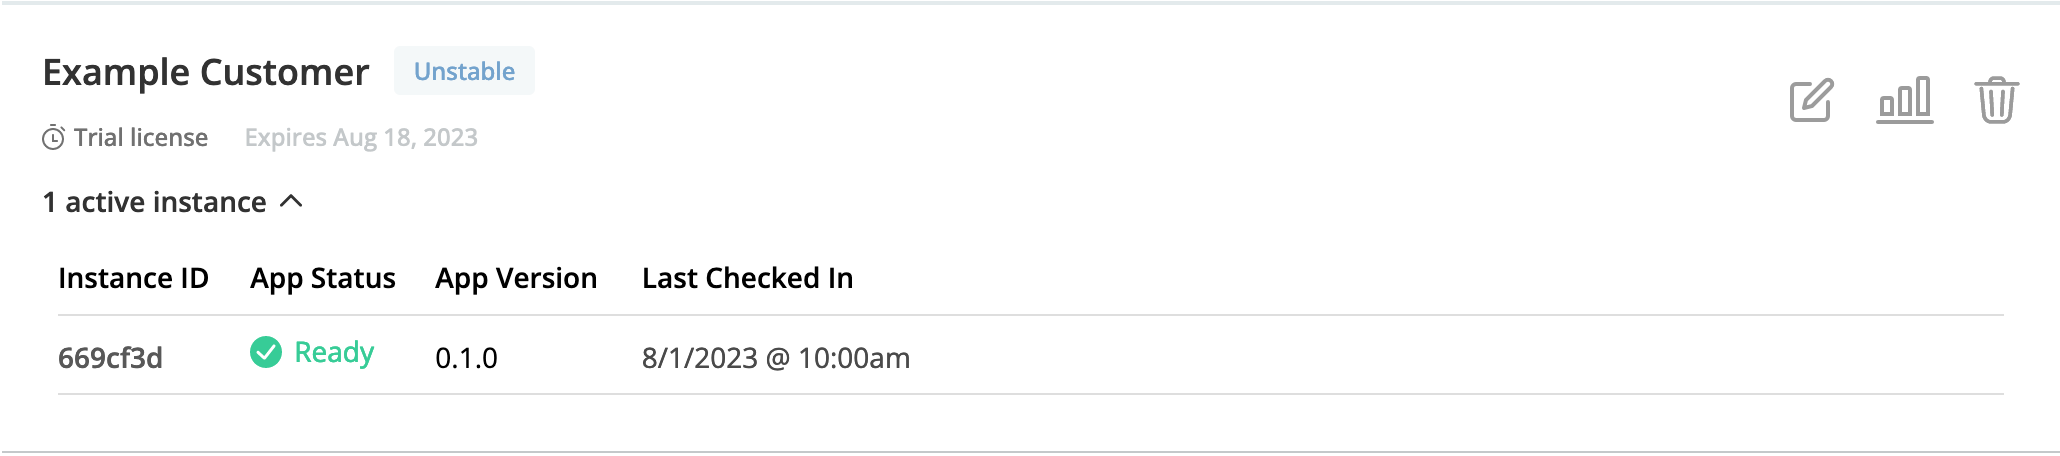 Example Customer Unstable
Trial license Expires Aug 18, 2023
1 active instance
Instance ID App Status App Version Last Checked In
669cf3d Ready 0.1.0 8/1/2023 @ 10:00am